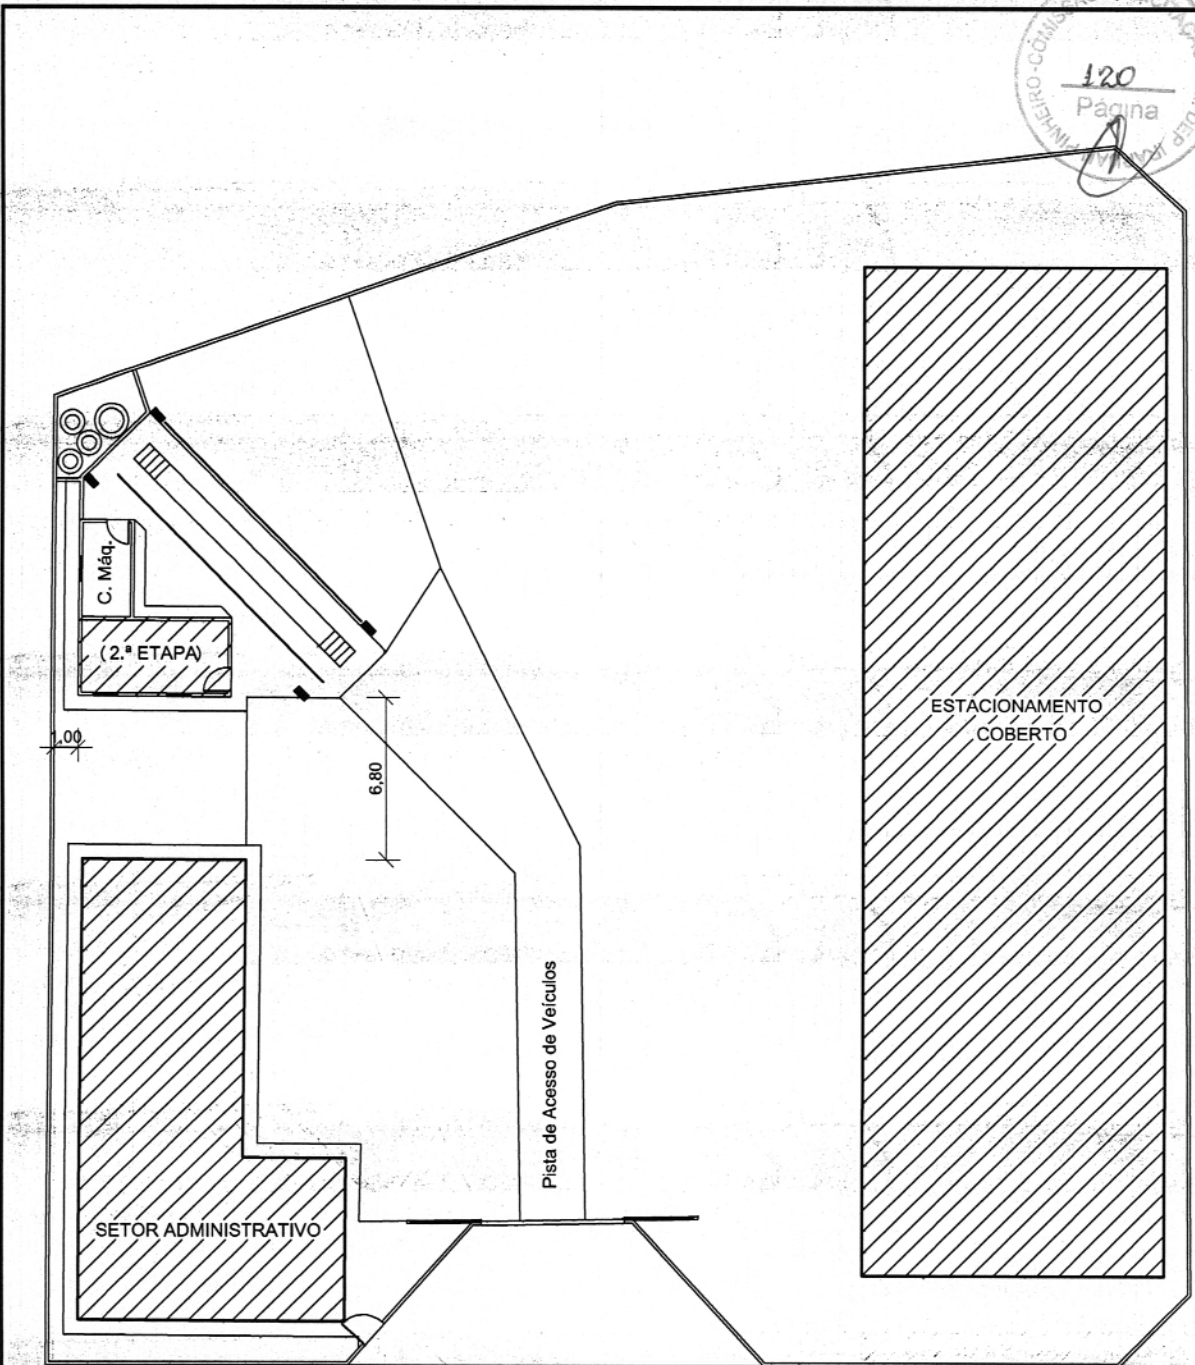 120
Página
C. Máq.
(2.ª ETAPA)
1,00
6,80
ESTACIONAMENTO
COBERTO
Pista de Acesso de Veículos
SETOR ADMINISTRATIVO